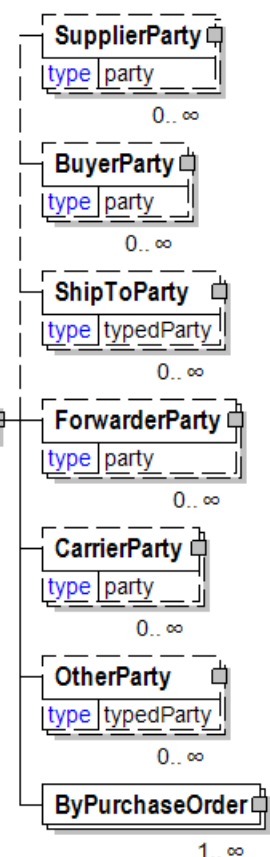 SupplierParty
type party
0.. ∞
BuyerParty
type party
0.. ∞
ShipToParty
type typedParty
0.. ∞
ForwarderParty
type party
0.. ∞
CarrierParty
type party
0.. ∞
OtherParty
type typedParty
0.. ∞
ByPurchaseOrder
1.. ∞